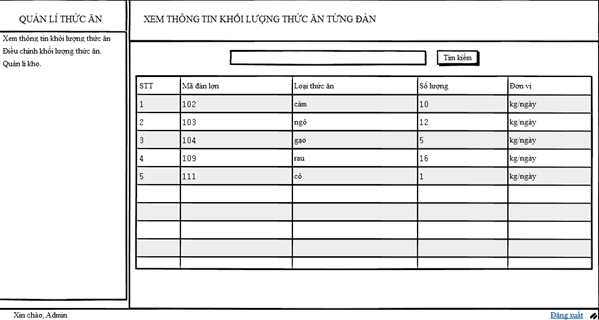 QUẢN LÍ THỨC ĂN
XEM THÔNG TIN KHỐI LƯỢNG THỨC ĂN TỪNG ĐÀN
Xem thông tin khối lượng thức ăn
Điều chỉnh khối lượng thức ăn.
Quản lí kho.
Tìm kiếm
STT Mã đàn lợn Loại thức ăn Số lượng Đơn vị
1 102 cám 10 kg/ngày
2 103 ngô 12 kg/ngày
3 104 gạo 5 kg/ngày
4 109 rau 16 kg/ngày
5 111 cỏ 1 kg/ngày
Xin chào, Admin
Đăng xuất